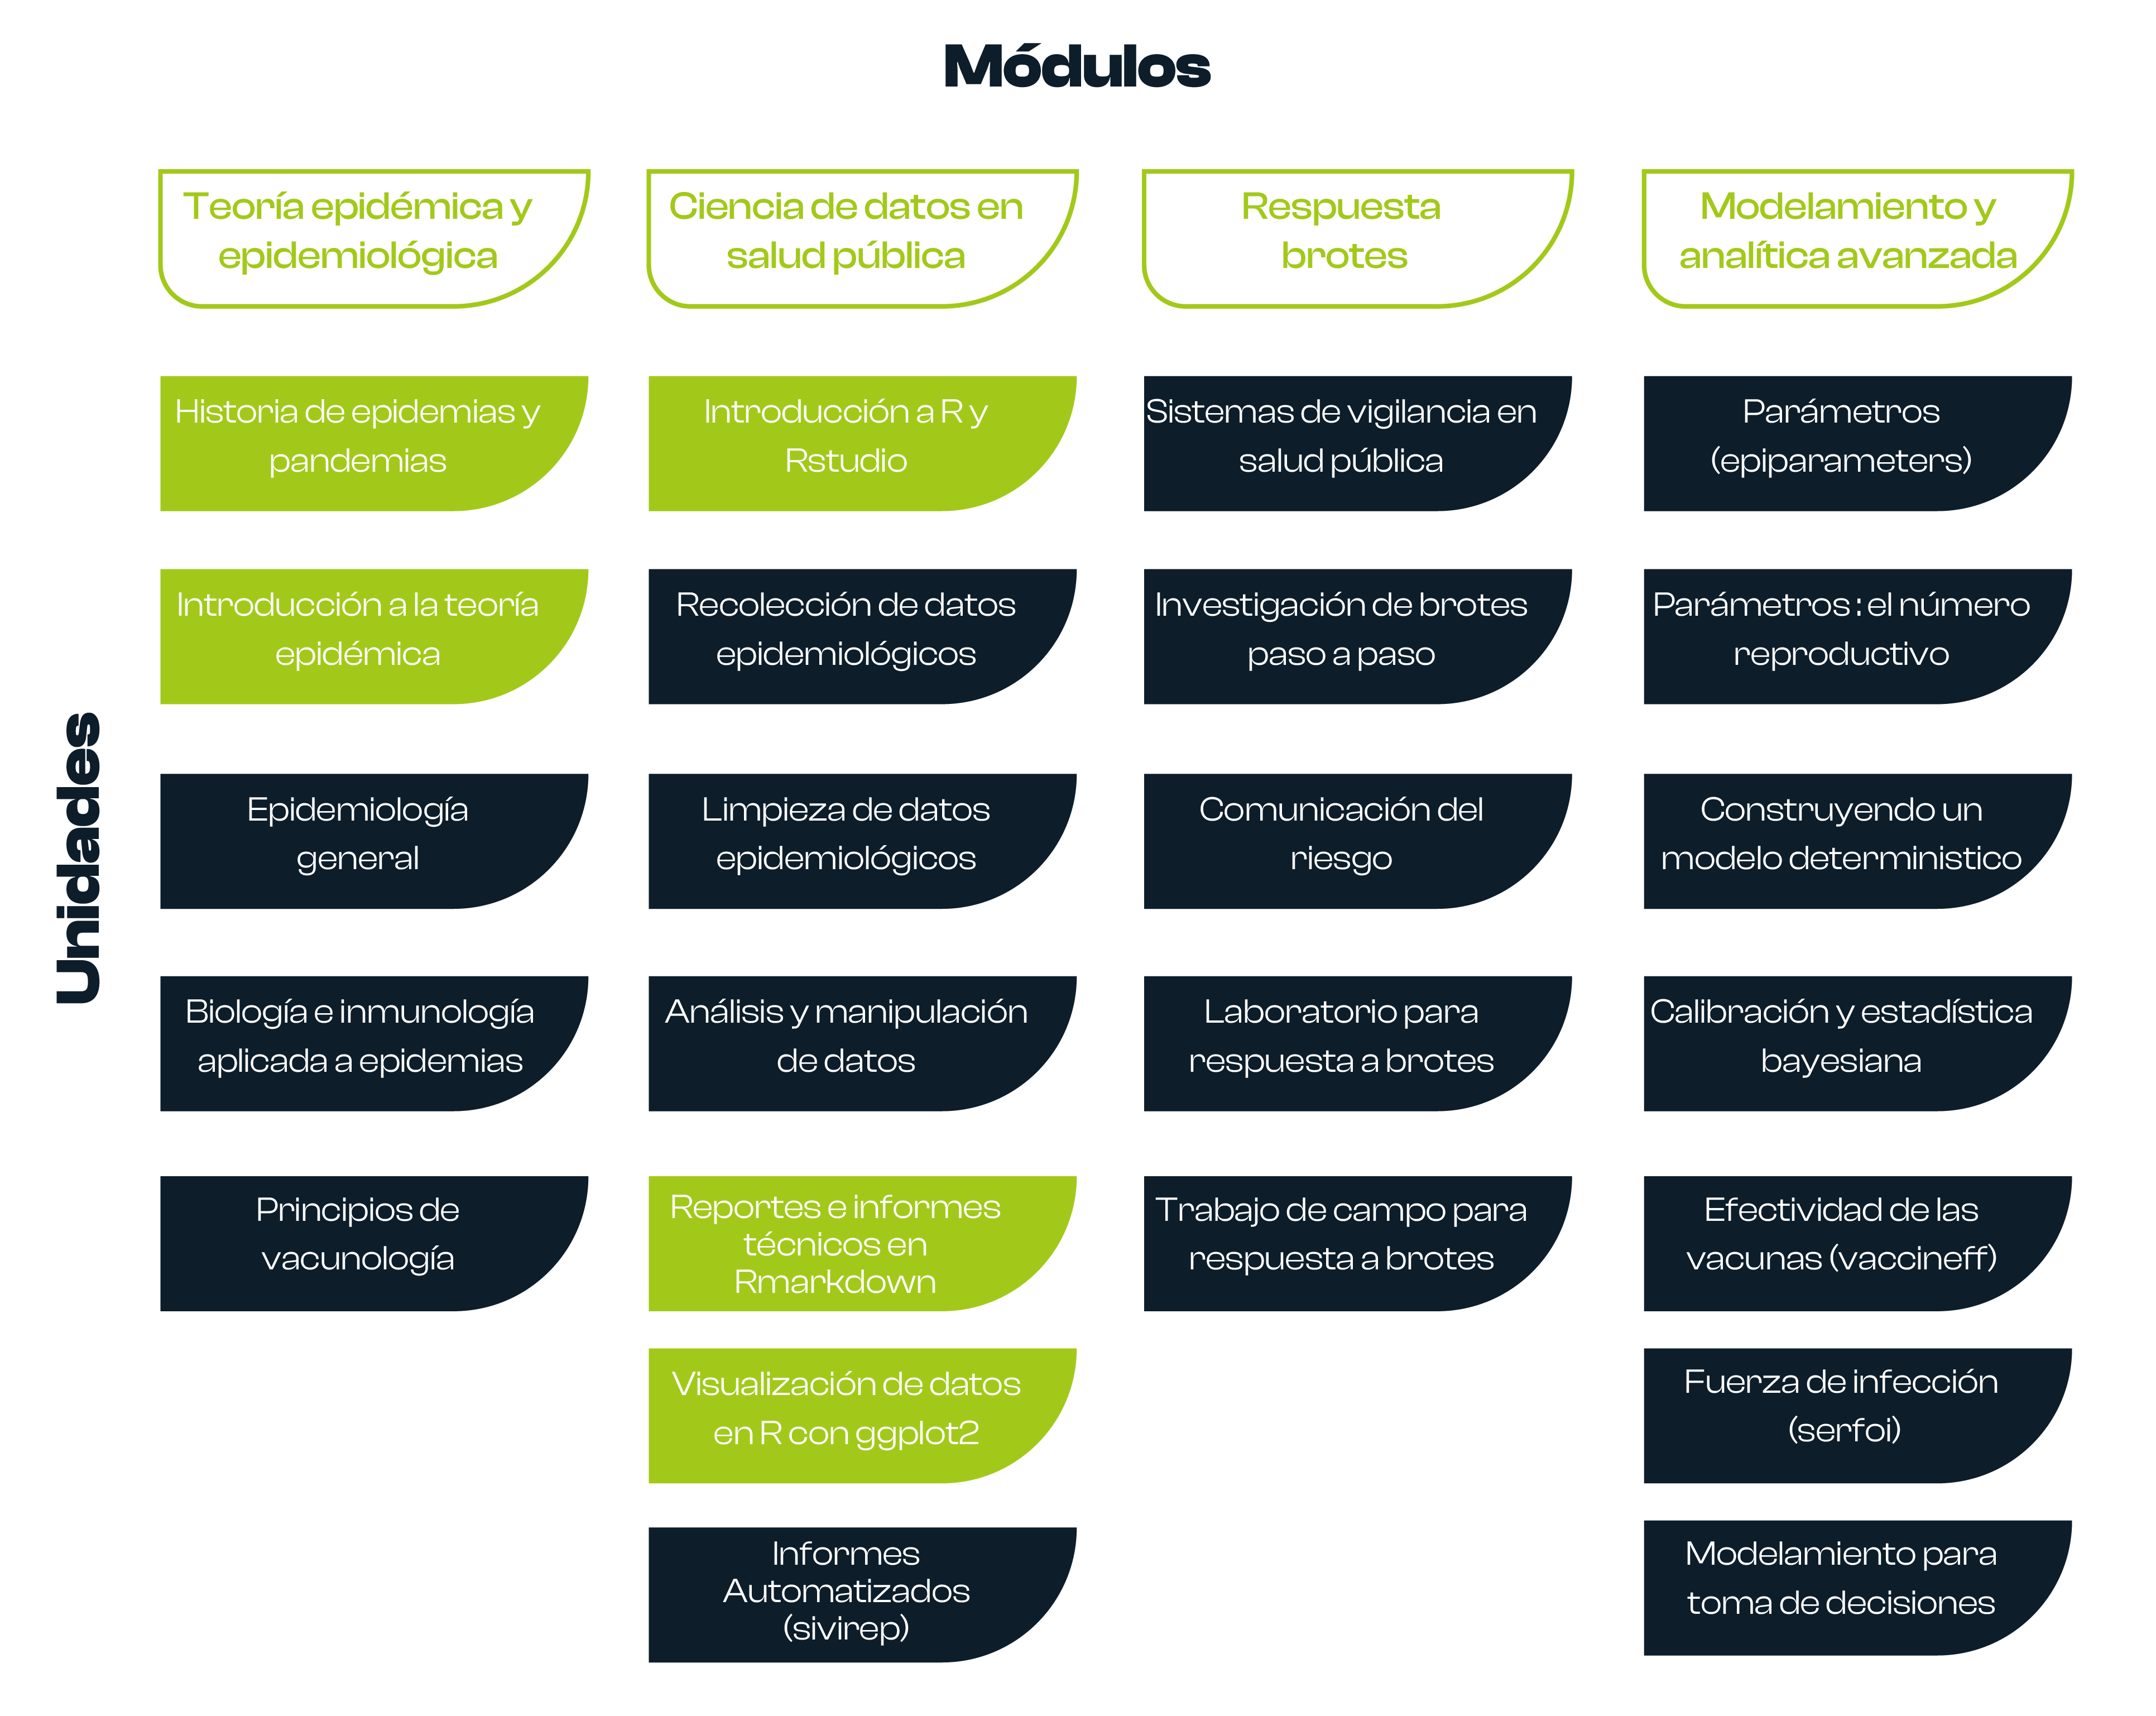 Módulos
Unidades
Teoría epidémica y
epidemiológica
Historia de epidemias y
pandemias
Introducción a la teoría
epidémica
Epidemiología
general
Biología e inmunología
aplicada a epidemias
Principios de
vacunología
Ciencia de datos en
salud pública
Introducción a R y
Rstudio
Recolección de datos
epidemiológicos
Limpieza de datos
epidemiológicos
Análisis y manipulación
de datos
Reportes e informes
técnicos en
Rmarkdown
Visualización de datos
en R con ggplot2
Informes
Automatizados
(sivirep)
Respuesta
brotes
Sistemas de vigilancia en
salud pública
Investigación de brotes
paso a paso
Comunicación del
riesgo
Laboratorio para
respuesta a brotes
Trabajo de campo para
respuesta a brotes
Modelamiento y
analítica avanzada
Parámetros
(epiparameters)
Parámetros : el número
reproductivo
Construyendo un
modelo deterministico
Calibración y estadística
bayesiana
Efectividad de las
vacunas (vaccineff)
Fuerza de infección
(serfoi)
Modelamiento para
toma de decisiones